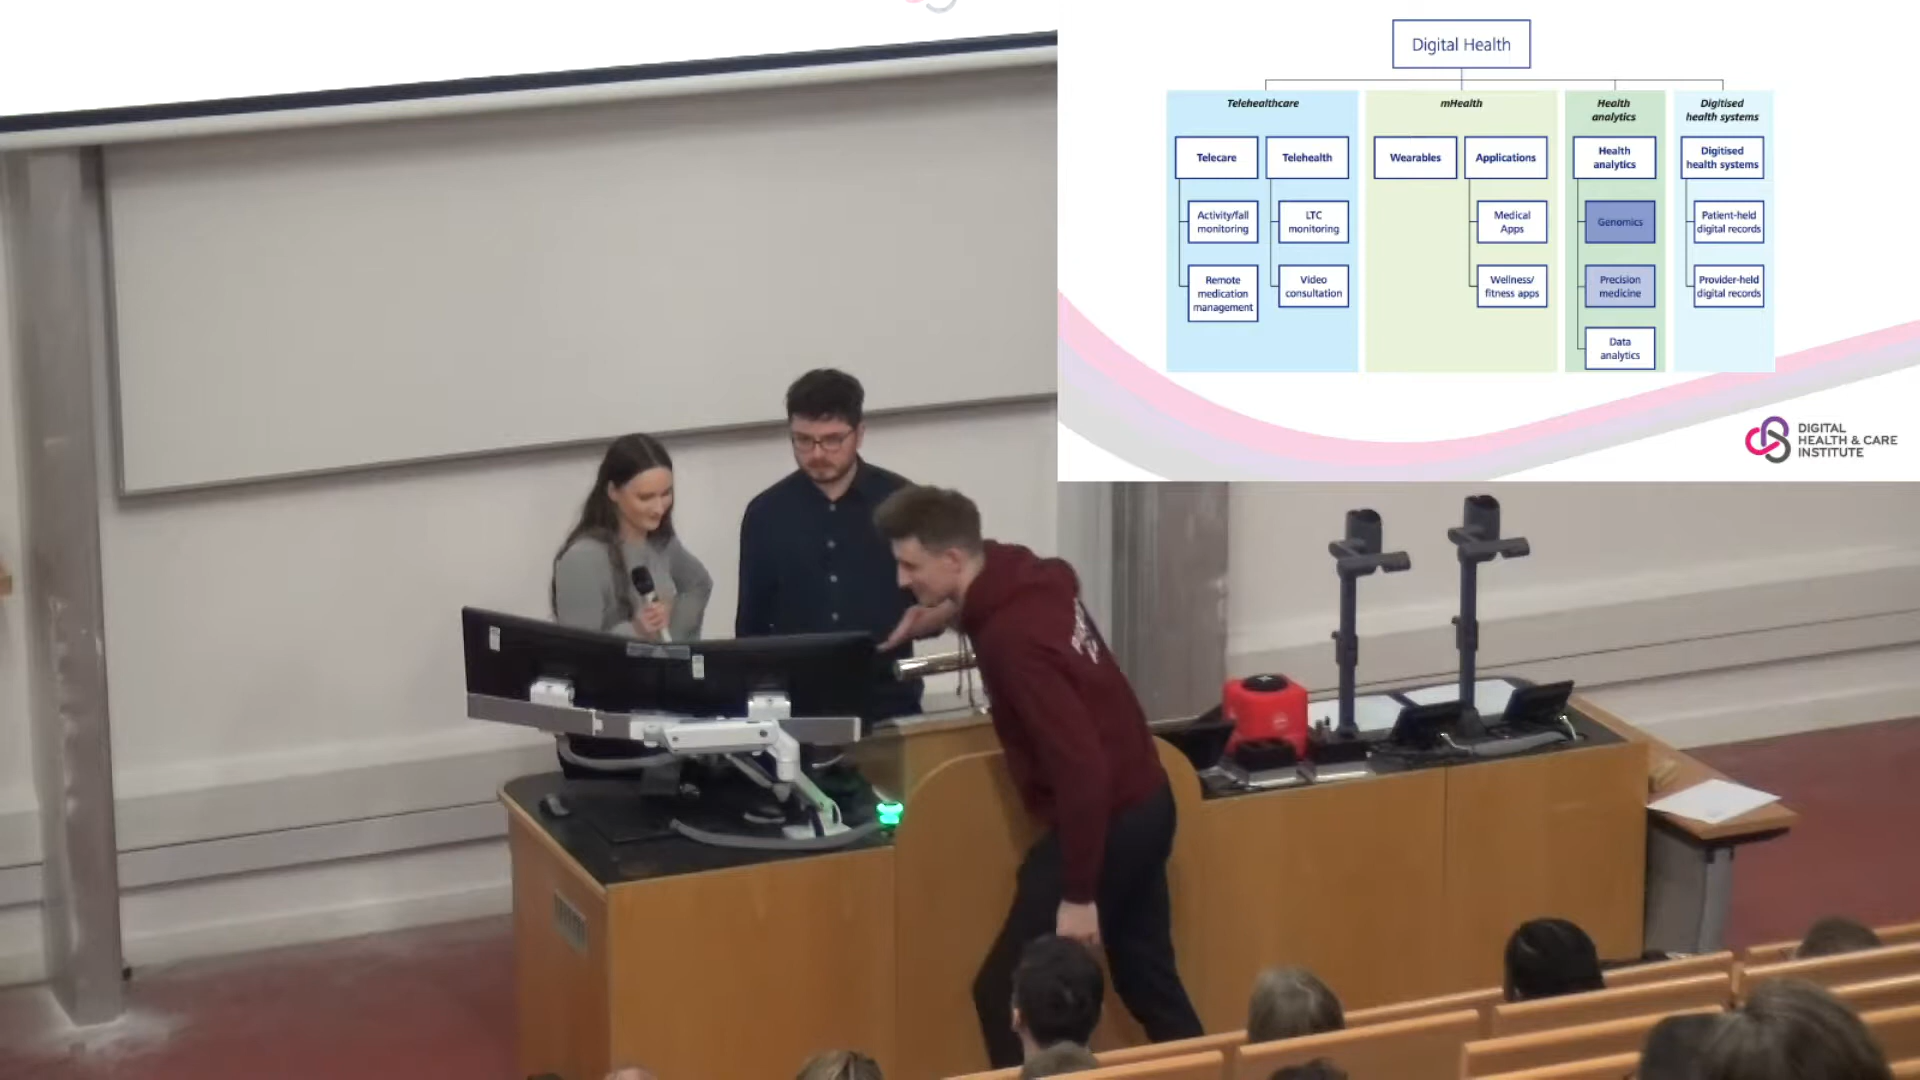 Digital Health
Telehealthcare
mHealth
Health
analytics
Digitised
health systems
Telecare
Telehealth
Wearables
Applications
Health
analytics
Digitised
health systems
Activity/fall
monitoring
LTC
monitoring
Medical
Apps
Genomics
Patient-held
digital records
Remote
medication
management
Video
consultation
Wellness/
fitness apps
Precision
medicine
Provider-held
digital records
Data
analytics
DIGITAL
HEALTH & CARE
INSTITUTE